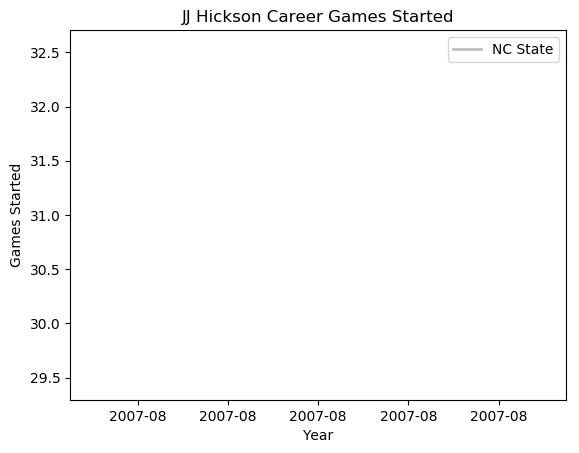 JJ Hickson Career Games Started
NC State
32.5
32.0
31.5
31.0
30.5
30.0
29.5
Games Started
2007-08 2007-08 2007-08 2007-08 2007-08
Year